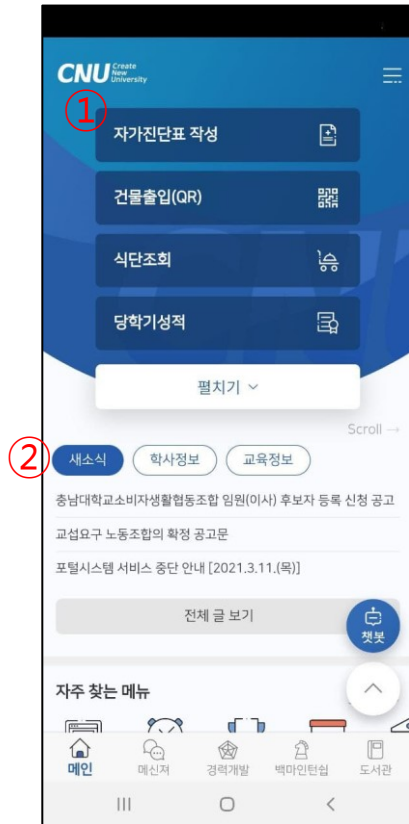 CNU Create
New
University
①
자가진단표 작성
건물출입(QR)
식단조회
당학기성적
펼치기
Scroll →
②
새소식 학사정보 교육정보
충남대학교소비자생활협동조합 임원(이사) 후보자 등록 신청 공고
교섭요구 노동조합의 확정 공고문
포털시스템 서비스 중단 안내 [2021.3.11.(목)]
전체 글 보기
챗봇
자주 찾는 메뉴
메인 메신져 경력개발 백마인턴쉽 도서관